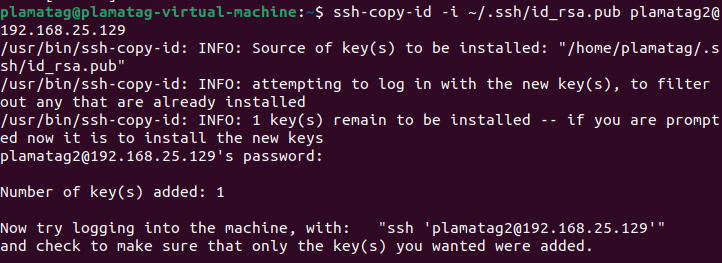 plamatag@plamatag-virtual-machine:~$ ssh-copy-id -i ~/.ssh/id_rsa.pub plamatag2@
192.168.25.129
/usr/bin/ssh-copy-id: INFO: Source of key(s) to be installed: "/home/plamatag/.s
sh/id_rsa.pub"
/usr/bin/ssh-copy-id: INFO: attempting to log in with the new key(s), to filter
out any that are already installed
/usr/bin/ssh-copy-id: INFO: 1 key(s) remain to be installed -- if you are prompt
ed now it is to install the new keys
plamatag2@192.168.25.129's password:
Number of key(s) added: 1
Now try logging into the machine, with:   "ssh 'plamatag2@192.168.25.129'"
and check to make sure that only the key(s) you wanted were added.